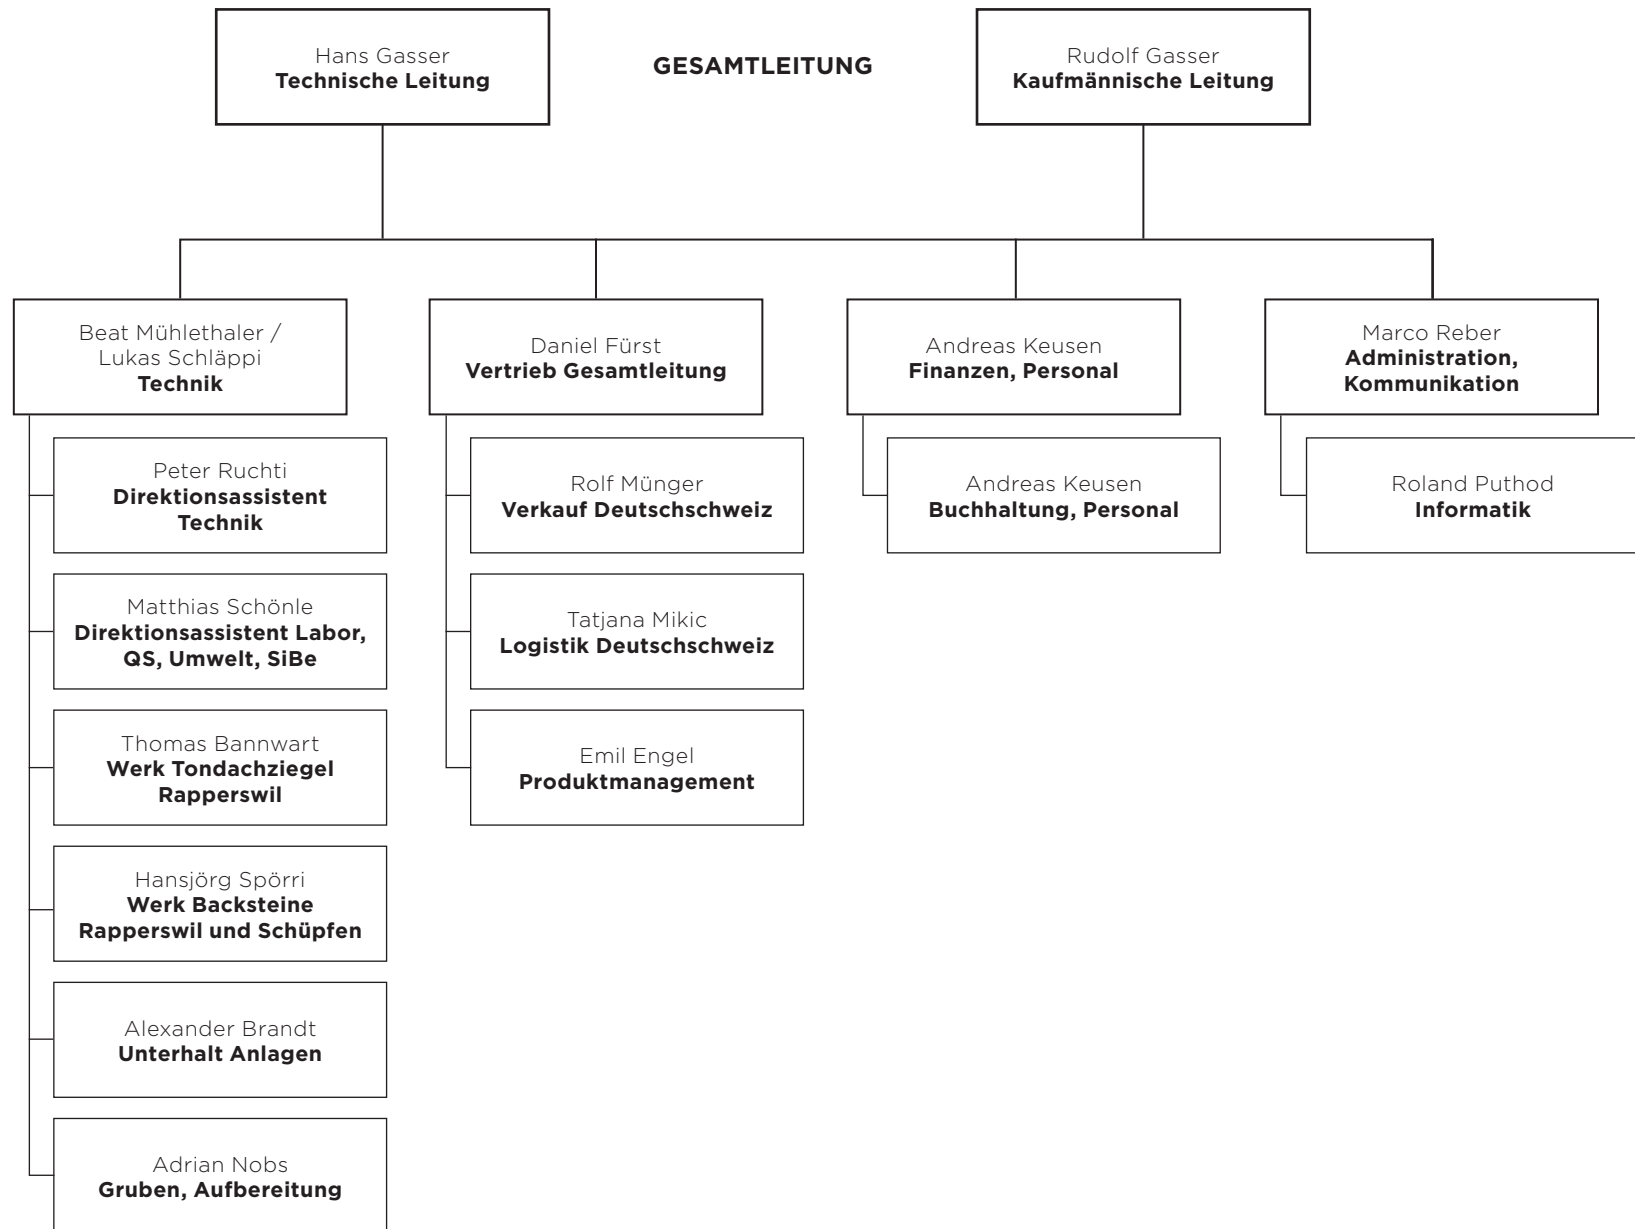 Hans Gasser
Technische Leitung
GESAMTLEITUNG
Rudolf Gasser
Kaufmännische Leitung
Beat Mühlethaler /
Lukas Schläppi
Technik
Peter Ruchti
Direktionsassistent
Technik
Matthias Schönle
Direktionsassistent Labor,
QS, Umwelt, SiBe
Thomas Bannwart
Werk Tondachziegel
Rapperswil
Hansjörg Spörri
Werk Backsteine
Rapperswil und Schüpfen
Alexander Brandt
Unterhalt Anlagen
Adrian Nobs
Gruben, Aufbereitung
Daniel Fürst
Vertrieb Gesamtleitung
Rolf Münger
Verkauf Deutschschweiz
Tatjana Mikic
Logistik Deutschschweiz
Emil Engel
Produktmanagement
Andreas Keusen
Finanzen, Personal
Andreas Keusen
Buchhaltung, Personal
Marco Reber
Administration,
Kommunikation
Roland Puthod
Informatik